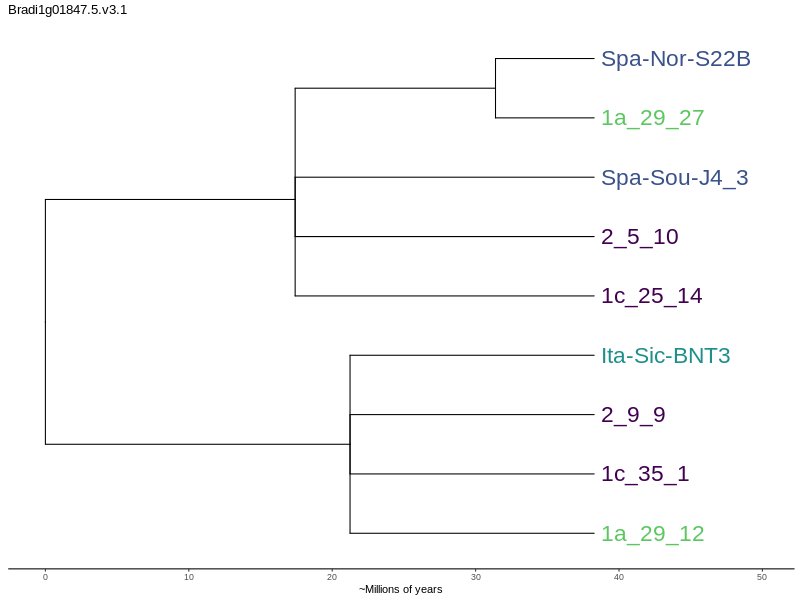 Bradi1g01847.5.v3.1
Spa-Nor-S22B
1a_29_27
Spa-Sou-J4_3
2_5_10
1c_25_14
Ita-Sic-BNT3
2_9_9
1c_35_1
1a_29_12
0 10 20 30 40 50
~Millions of years